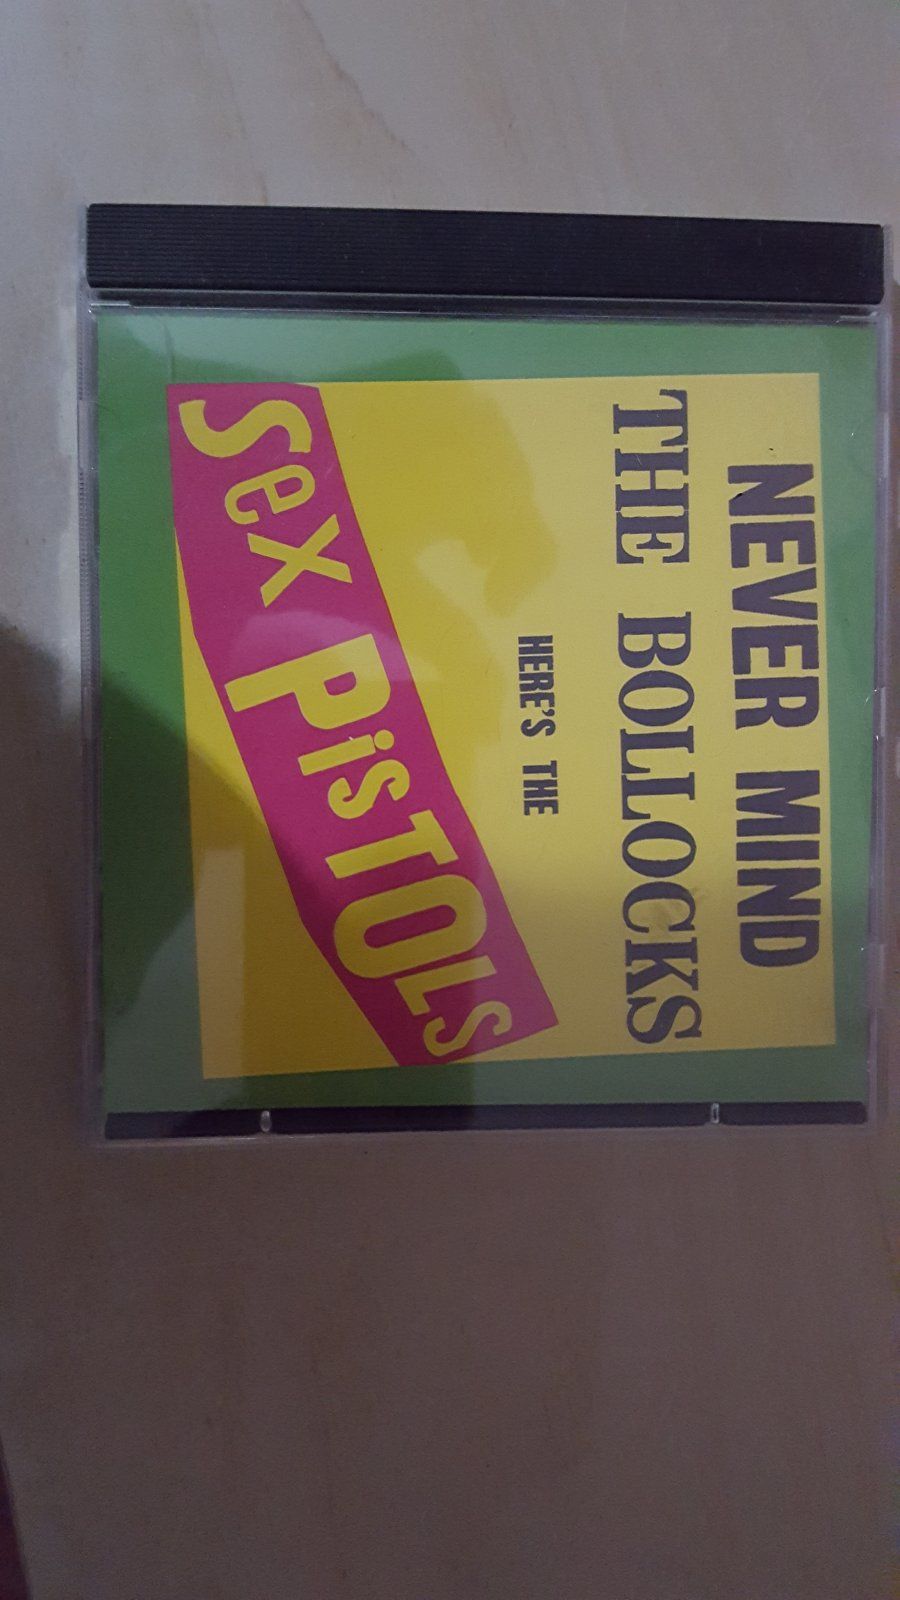 NEVER MIND
THE BOLLOCKS
HERE'S THE
Sex PiSTOLS